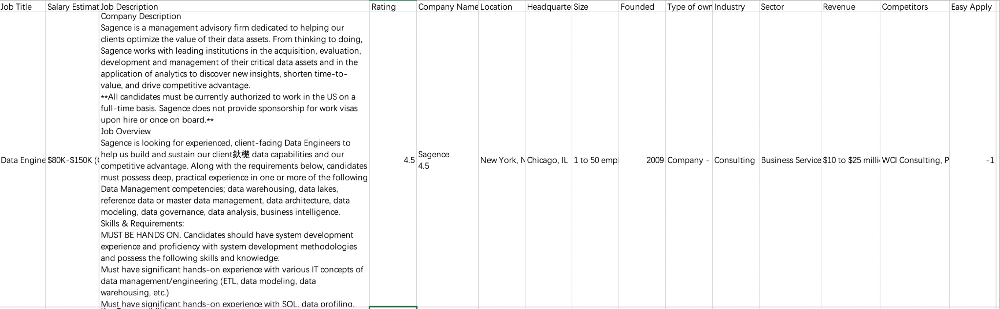 Job Title Salary Estimat Job Description Rating Company Name Location Headquarte Size Founded Type of own Industry Sector Revenue Competitors Easy Apply
Company Description
Sagence is a management advisory firm dedicated to helping our
clients optimize the value of their data assets. From thinking to doing,
Sagence works with leading institutions in the acquisition, evaluation,
development and management of their critical data assets and in the
application of analytics to discover new insights, shorten time-to-
value, and drive competitive advantage.
**All candidates must be currently authorized to work in the US on a
full-time basis. Sagence does not provide sponsorship for work visas
upon hire or once on board.**
Job Overview
Sagence is looking for experienced, client-facing Data Engineers to
help us build and sustain our client鈥檚 data capabilities and our
competitive advantage. Along with the requirements below, candidates
must possess deep, practical experience in one or more of the following
Data Management competencies; data warehousing, data lakes,
reference data or master data management, data architecture, data
modeling, data governance, data analysis, business intelligence.
Skills & Requirements:
MUST BE HANDS ON. Candidates should have system development
experience and proficiency with system development methodologies
and possess the following skills and knowledge:
Must have significant hands-on experience with various IT concepts of
data management/engineering (ETL, data modeling, data
warehousing, etc.)
Must have significant hands-on experience with SQL, data profiling,
Data Engine $80K-$150K (G 4.5 Sagence
4.5 New York, N Chicago, IL 1 to 50 emp 2009 Company - Consulting Business Service $10 to $25 milli WCI Consulting, P -1